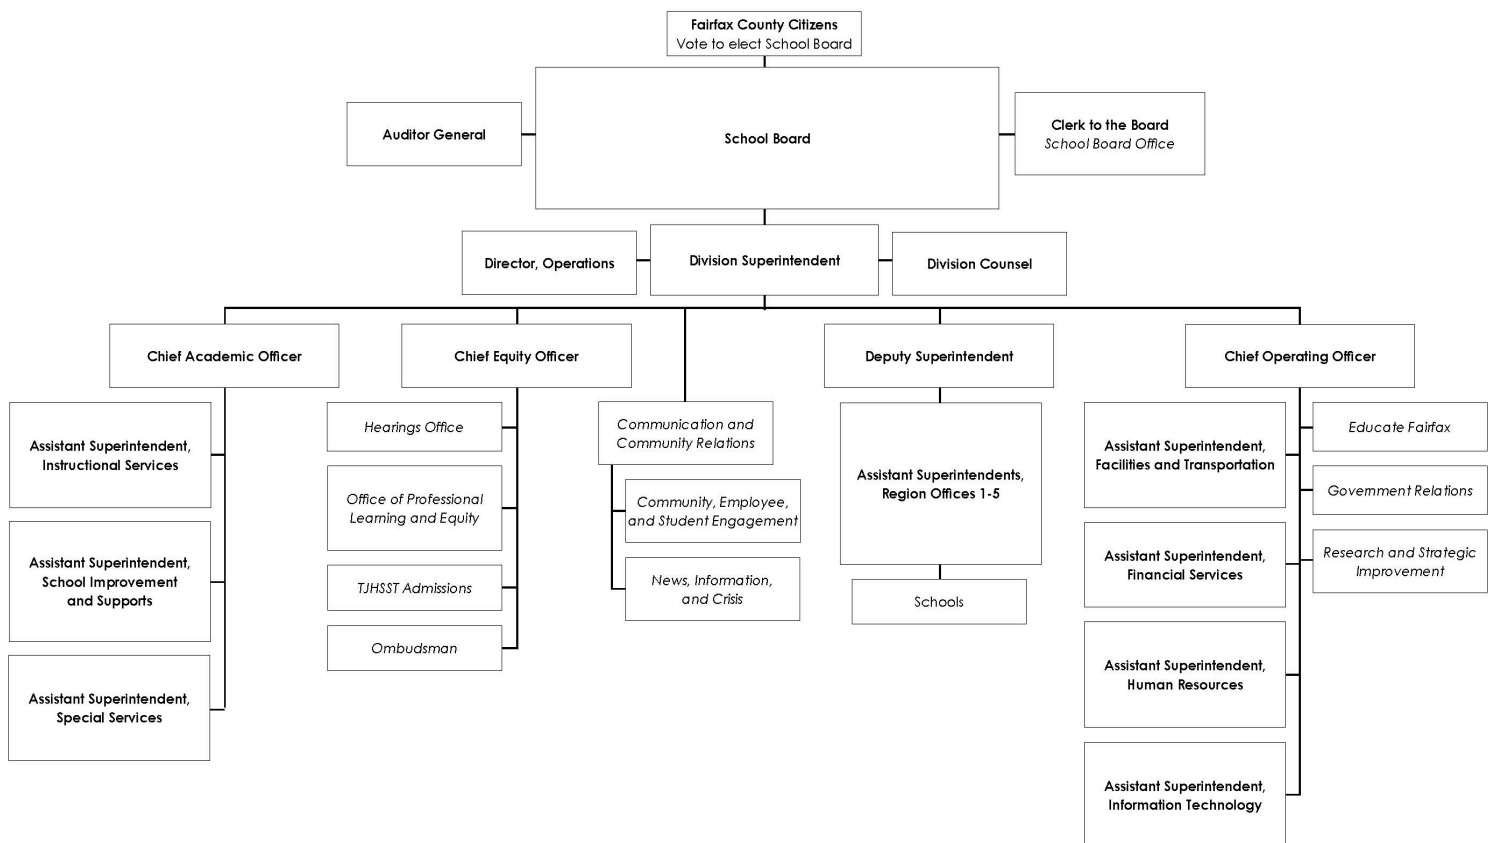 Fairfax County Citizens
Vote to elect School Board
Auditor General
School Board
Clerk to the Board
School Board Office
Director, Operations
Division Superintendent
Division Counsel
Chief Academic Officer
Chief Equity Officer
Deputy Superintendent
Chief Operating Officer
Assistant Superintendent,
Instructional Services
Assistant Superintendent,
School Improvement
and Supports
Assistant Superintendent,
Special Services
Hearings Office
Office of Professional
Learning and Equity
TJHSST Admissions
Ombudsman
Communication and
Community Relations
Community, Employee,
and Student Engagement
News, Information,
and Crisis
Assistant Superintendents,
Region Offices 1-5
Schools
Assistant Superintendent,
Facilities and Transportation
Assistant Superintendent,
Financial Services
Assistant Superintendent,
Human Resources
Assistant Superintendent,
Information Technology
Educate Fairfax
Government Relations
Research and Strategic
Improvement